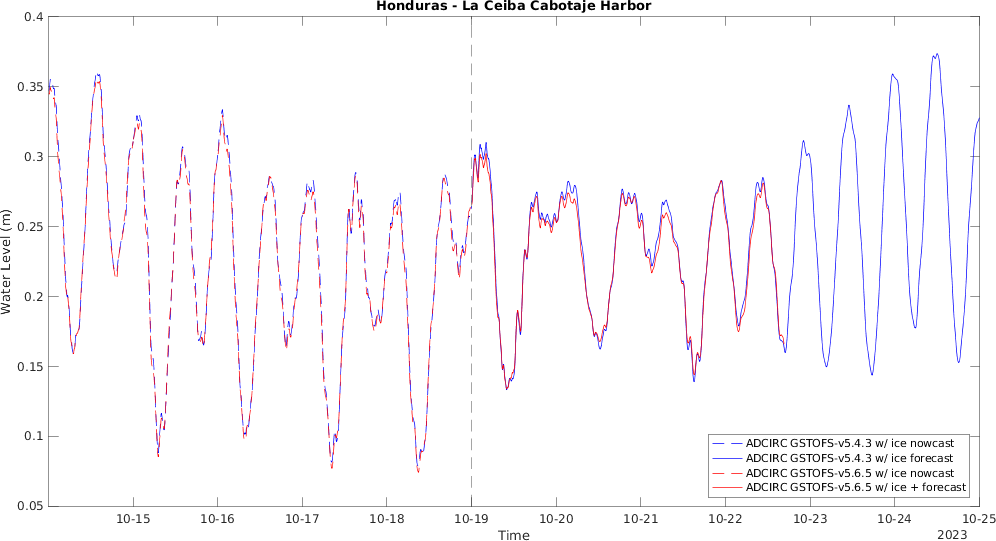 Honduras - La Ceiba Cabotaje Harbor
0.4
0.35
0.3
0.25
0.2
0.15
0.1
0.05
Water Level (m)
ADCIRC GSTOFS-v5.4.3 w/ ice nowcast
ADCIRC GSTOFS-v5.4.3 w/ ice forecast
ADCIRC GSTOFS-v5.6.5 w/ ice nowcast
ADCIRC GSTOFS-v5.6.5 w/ ice + forecast
10-15 10-16 10-17 10-18 10-19 10-20 10-21 10-22 10-23 10-24 10-25
Time
2023